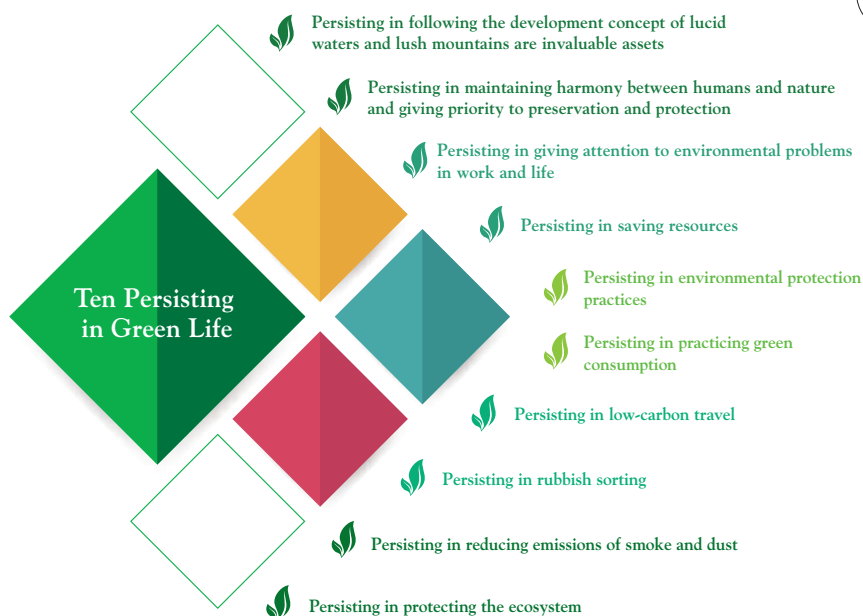 Persisting in following the development concept of lucid
waters and lush mountains are invaluable assets
Persisting in maintaining harmony between humans and nature
and giving priority to preservation and protection
Persisting in giving attention to environmental problems
in work and life
Persisting in saving resources
Ten Persisting
in Green Life
Persisting in environmental protection
practices
Persisting in practicing green
consumption
Persisting in low-carbon travel
Persisting in rubbish sorting
Persisting in reducing emissions of smoke and dust
Persisting in protecting the ecosystem